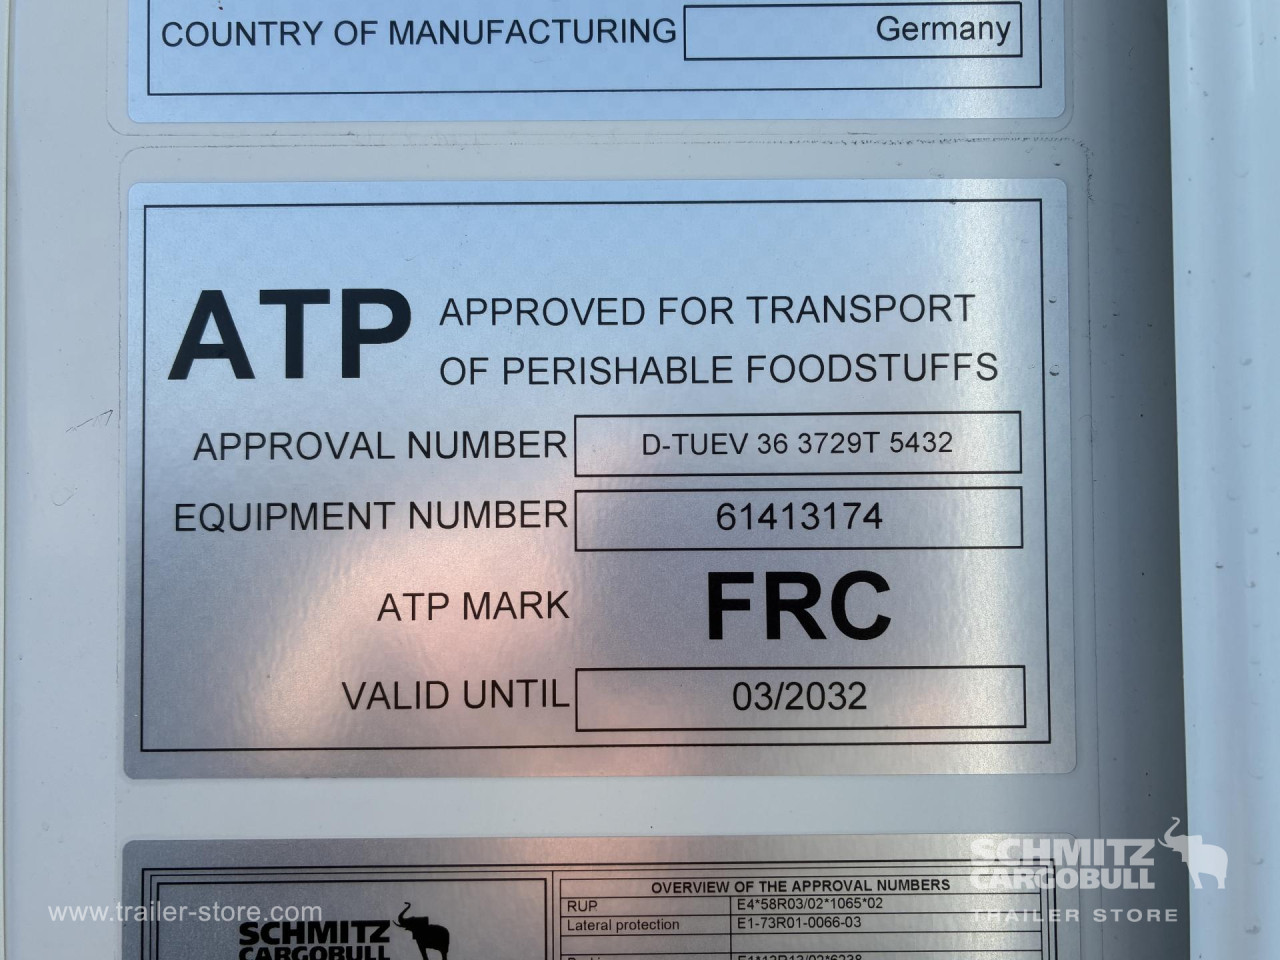 COUNTRY OF MANUFACTURING Germany
ATP APPROVED FOR TRANSPORT
OF PERISHABLE FOODSTUFFS
APPROVAL NUMBER D-TUEV 36 3729T 5432
EQUIPMENT NUMBER 61413174
ATP MARK FRC
VALID UNTIL 03/2032
OVERVIEW OF THE APPROVAL NUMBERS
RUP E4*58R03/02*1065*02
Lateral protection E1-73R01-0066-03
SCHMITZ
CARGOBULL
www.trailer-store.com
SCHMITZ
CARGOBULL
TRAILER STORE